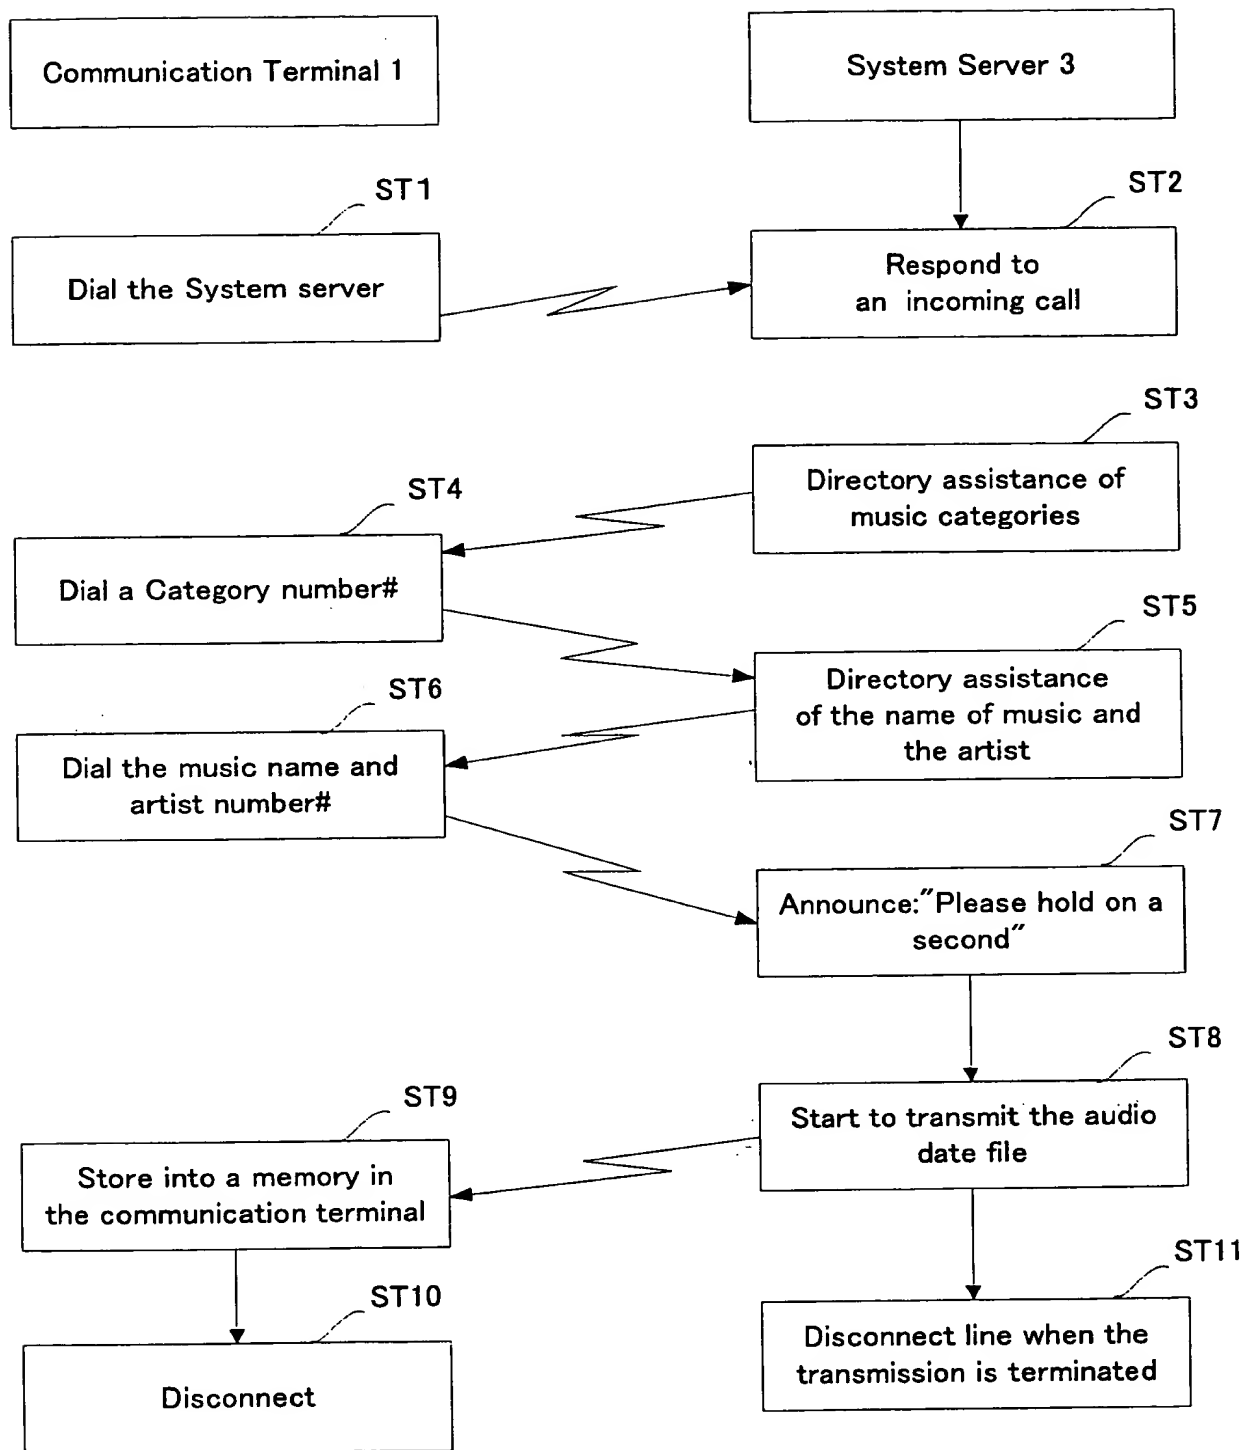 Communication Terminal 1
System Server 3
ST1
Dial the System server
ST2
Respond to
an incoming call
ST3
Directory assistance of
music categories
ST4
Dial a Category number#
ST5
Directory assistance
of the name of music and
the artist
ST6
Dial the music name and
artist number#
ST7
Announce:"Please hold on a
second"
ST8
Start to transmit the audio
date file
ST9
Store into a memory in
the communication terminal
ST10
Disconnect
ST11
Disconnect line when the
transmission is terminated